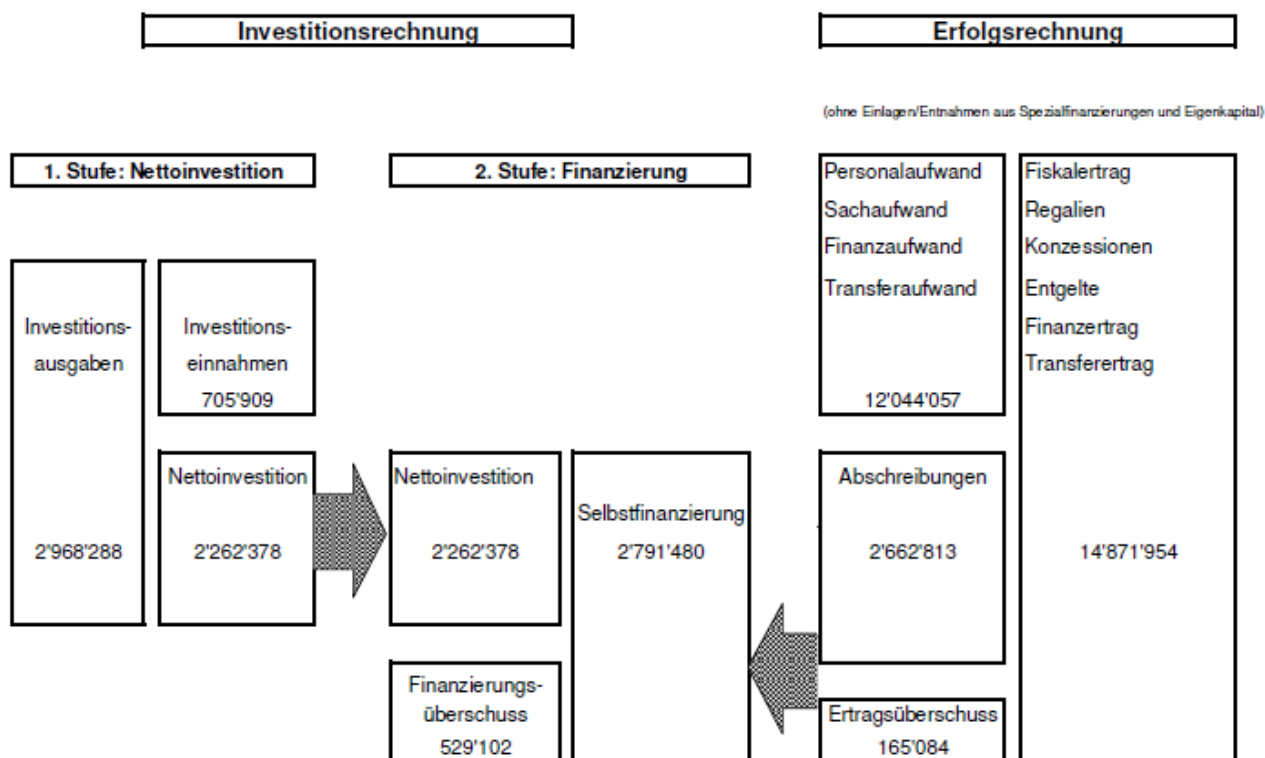 Investitionsrechnung
Erfolgsrechnung
(ohne Einlagen/Entnahmen aus Spezialfinanzierungen und Eigenkapital)
1. Stufe: Nettoinvestition
2. Stufe: Finanzierung
Investitions-
ausgaben
2'968'288
Investitions-
einnahmen
705'909
Nettoinvestition
2'262'378
Nettoinvestition
2'262'378
Finanzierungs-
überschuss
529'102
Selbstfinanzierung
2'791'480
Personalaufwand
Sachaufwand
Finanzaufwand
Transferaufwand
12'044'057
Abschreibungen
2'662'813
Ertragsüberschuss
165'084
Fiskalertrag
Regalien
Konzessionen
Entgelte
Finanzertrag
Transferertrag
14'871'954